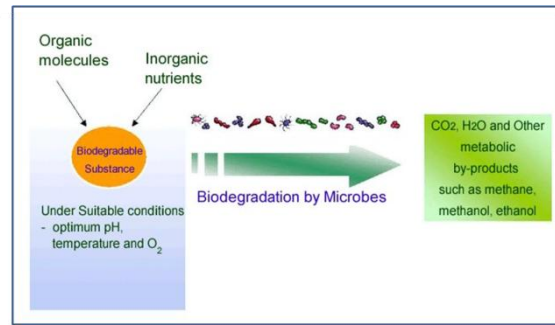 Organic
molecules
Inorganic
nutrients
Biodegradable
Substance
Under Suitable conditions
- optimum pH,
temperature and O₂
Biodegradation by Microbes
CO2, H2O and Other
metabolic
by-products
such as methane,
methanol, ethanol